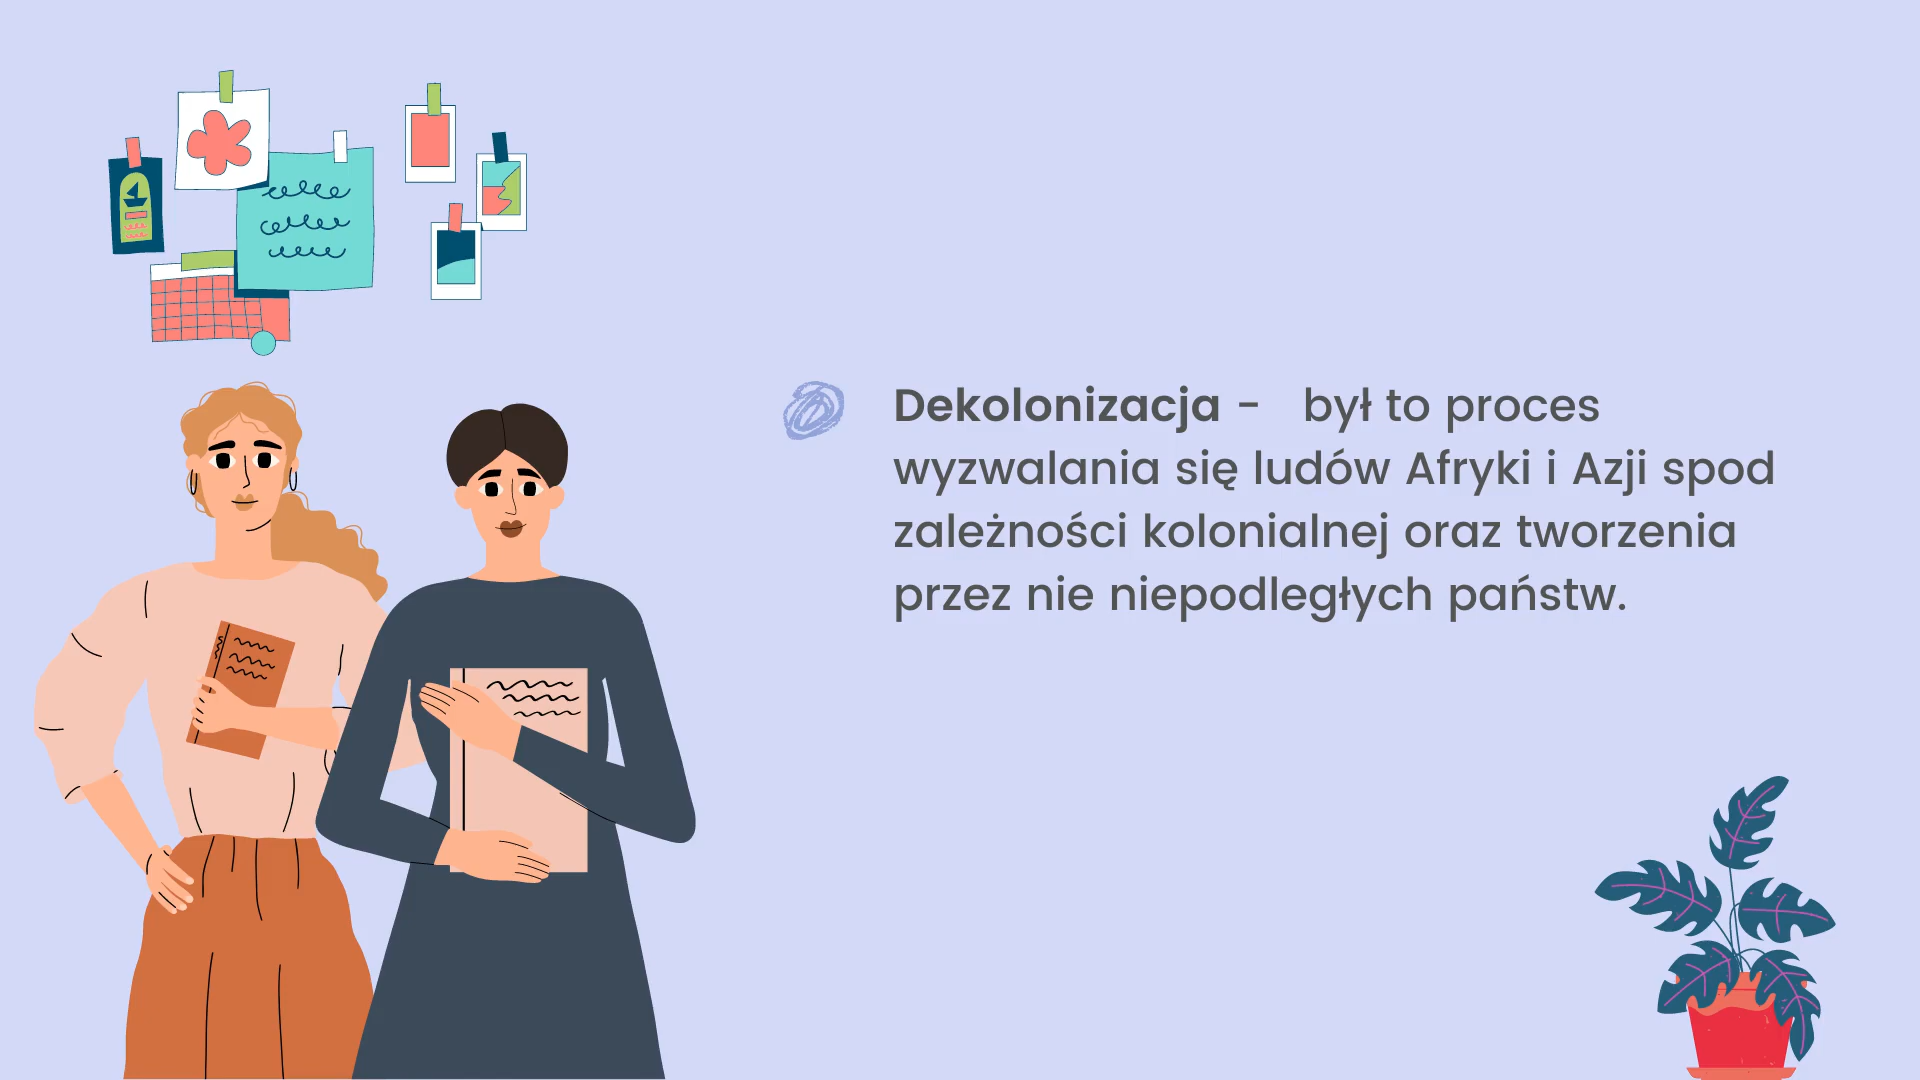 Dekolonizacja - był to proces
wyzwalania się ludów Afryki i Azji spod
zależności kolonialnej oraz tworzenia
przez nie niepodległych państw.